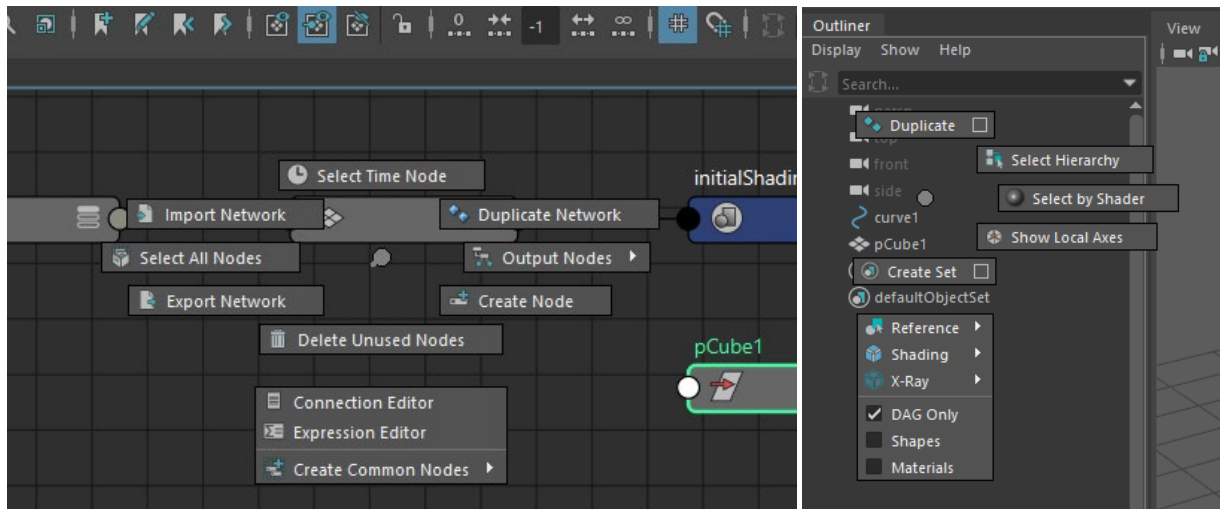 0
-1
∞
Select Time Node
initialShadin
Import Network
Duplicate Network
Select All Nodes
Output Nodes
Export Network
Create Node
Delete Unused Nodes
pCube1
Connection Editor
Expression Editor
Create Common Nodes
Outliner
View
Display Show Help
Search...
persp
Duplicate
top
Select Hierarchy
front
side
Select by Shader
curve1
Show Local Axes
pCube1
Create Set
defaultObjectSet
Reference
Shading
X-Ray
DAG Only
Shapes
Materials